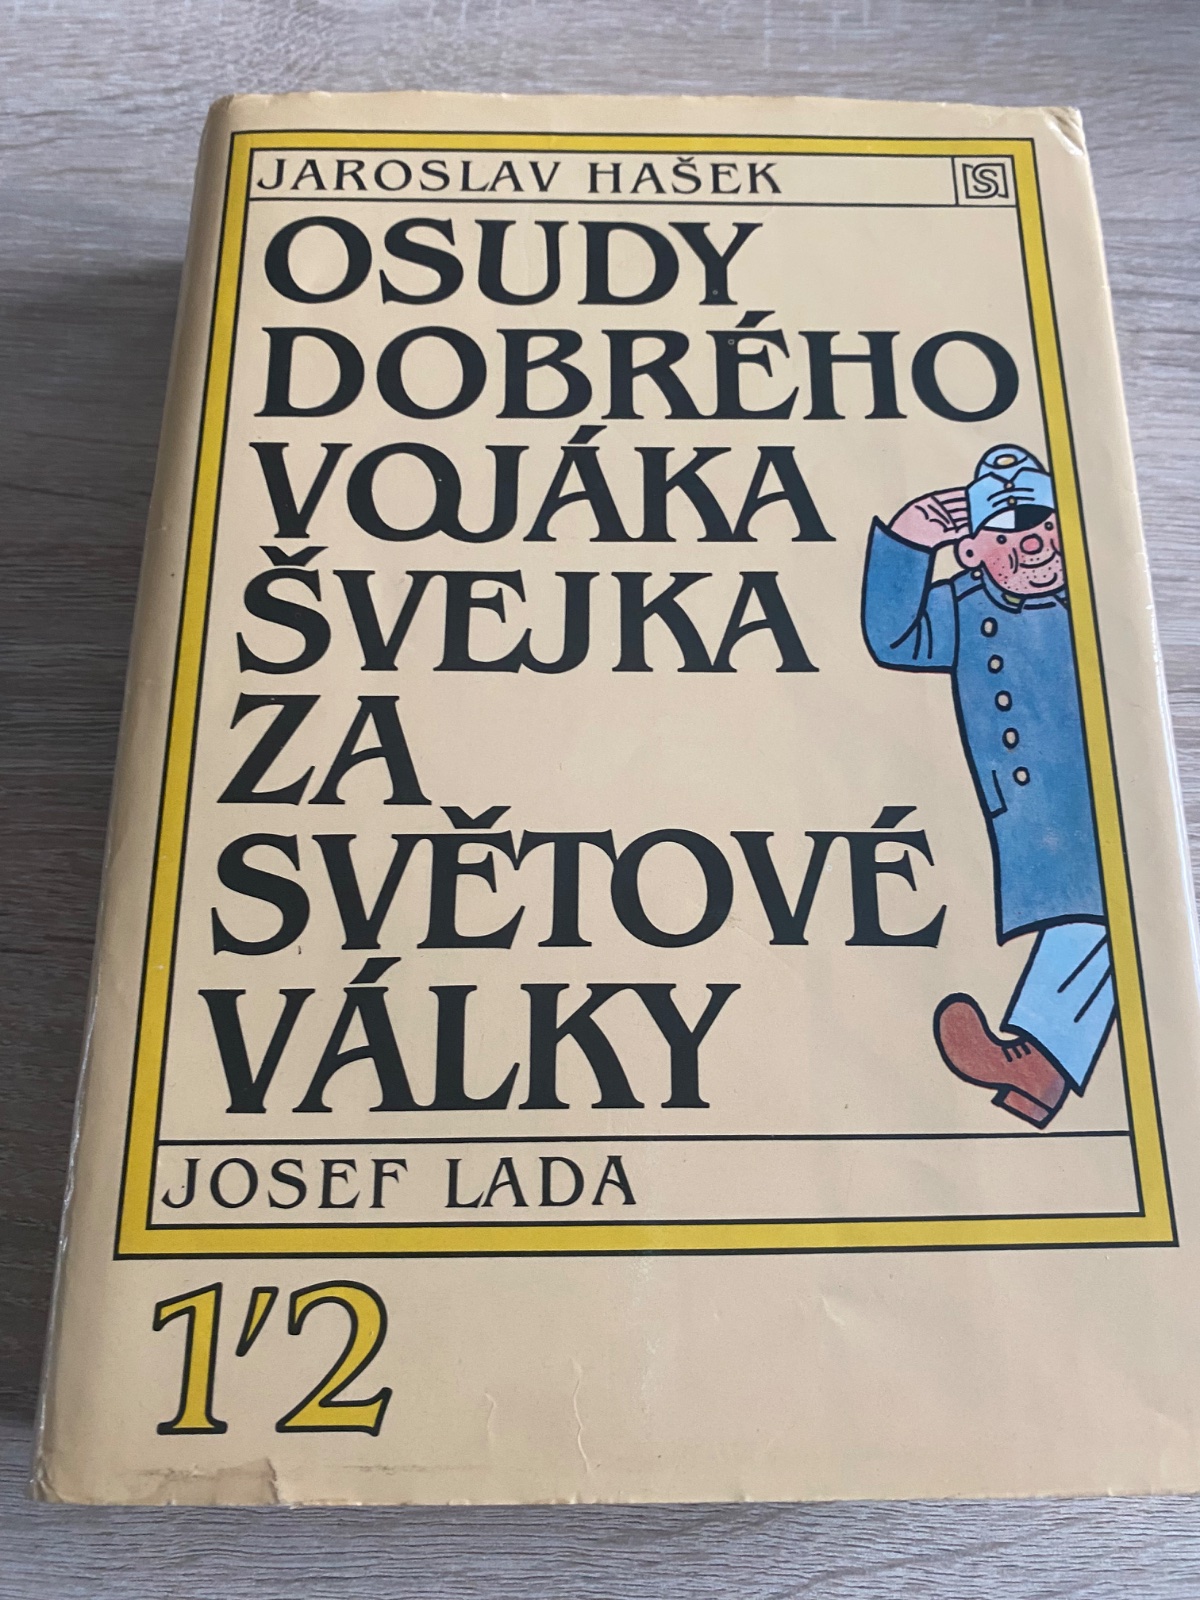 JAROSLAV HAŠEK
S
OSUDY
DOBRÉHO
VOJÁKA
ŠVEJKA
ZA
SVĚTOVÉ
VÁLKY
JOSEF LADA
1'2